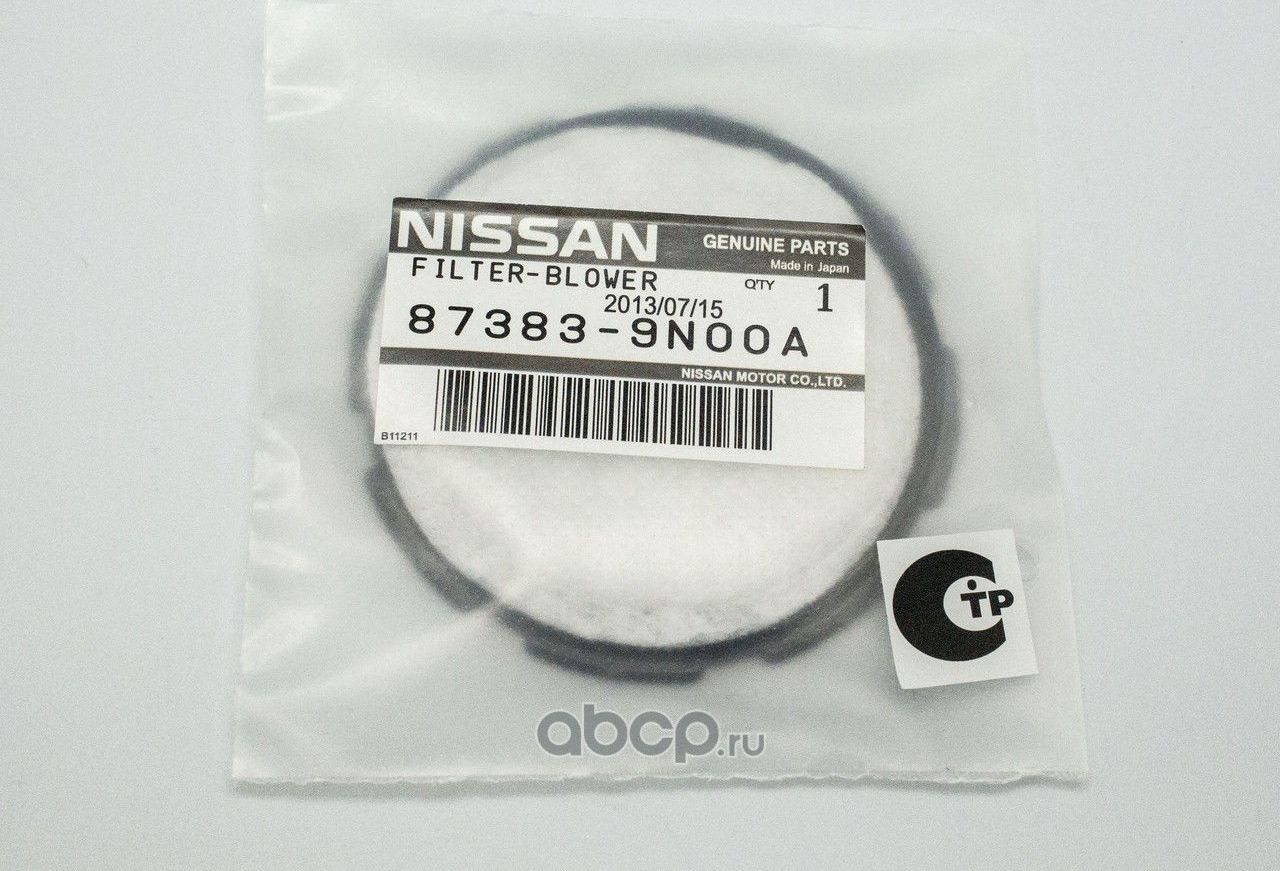 NISSAN GENUINE PARTS
Made in Japan
FILTER-BLOWER Q'TY 1
2013/07/15
87383-9N00A
NISSAN MOTOR CO.,LTD.
B11211
C TP
abcp.ru